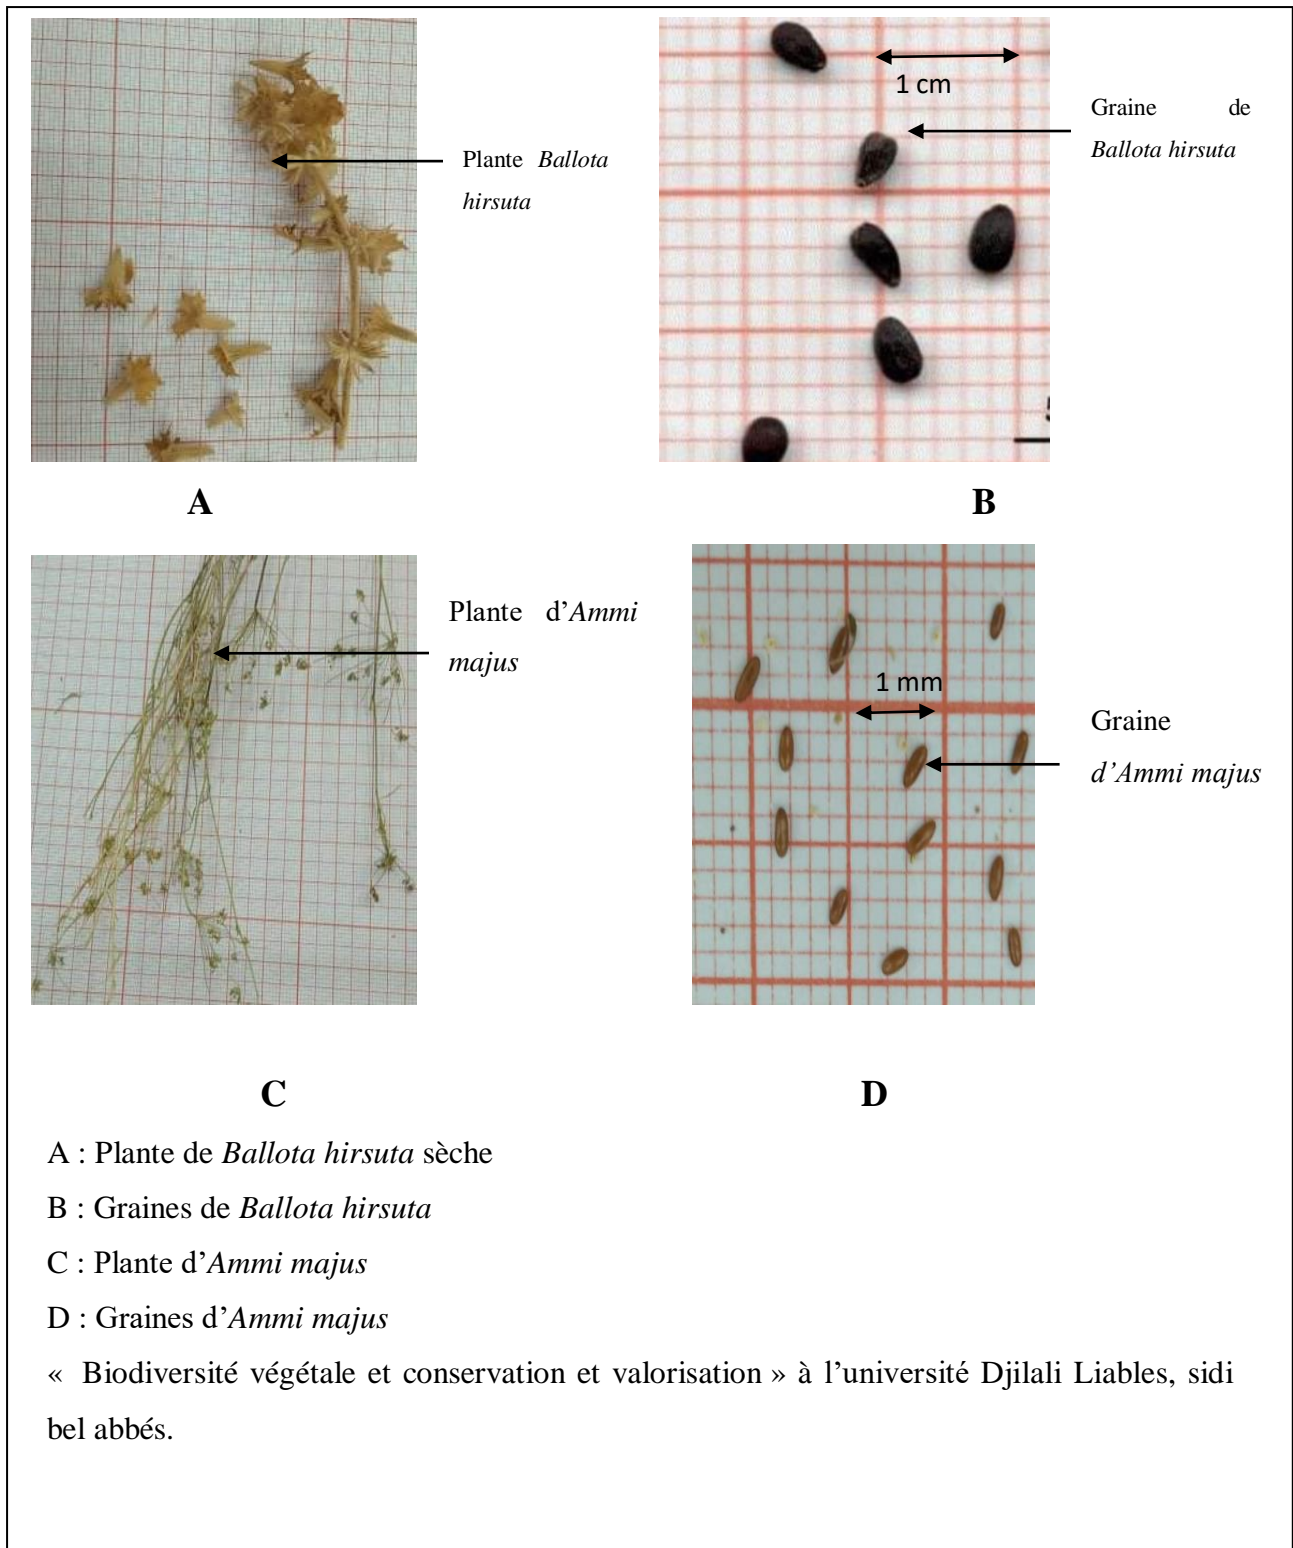 Plante Ballota
hirsuta
1 cm
Graine de
Ballota hirsuta
A
B
Plante d’Ammi
majus
1 mm
Graine
d’Ammi majus
C
D
A : Plante de Ballota hirsuta sèche
B : Graines de Ballota hirsuta
C : Plante d’Ammi majus
D : Graines d’Ammi majus
« Biodiversité végétale et conservation et valorisation » à l’université Djilali Liables, sidi
bel abbés.